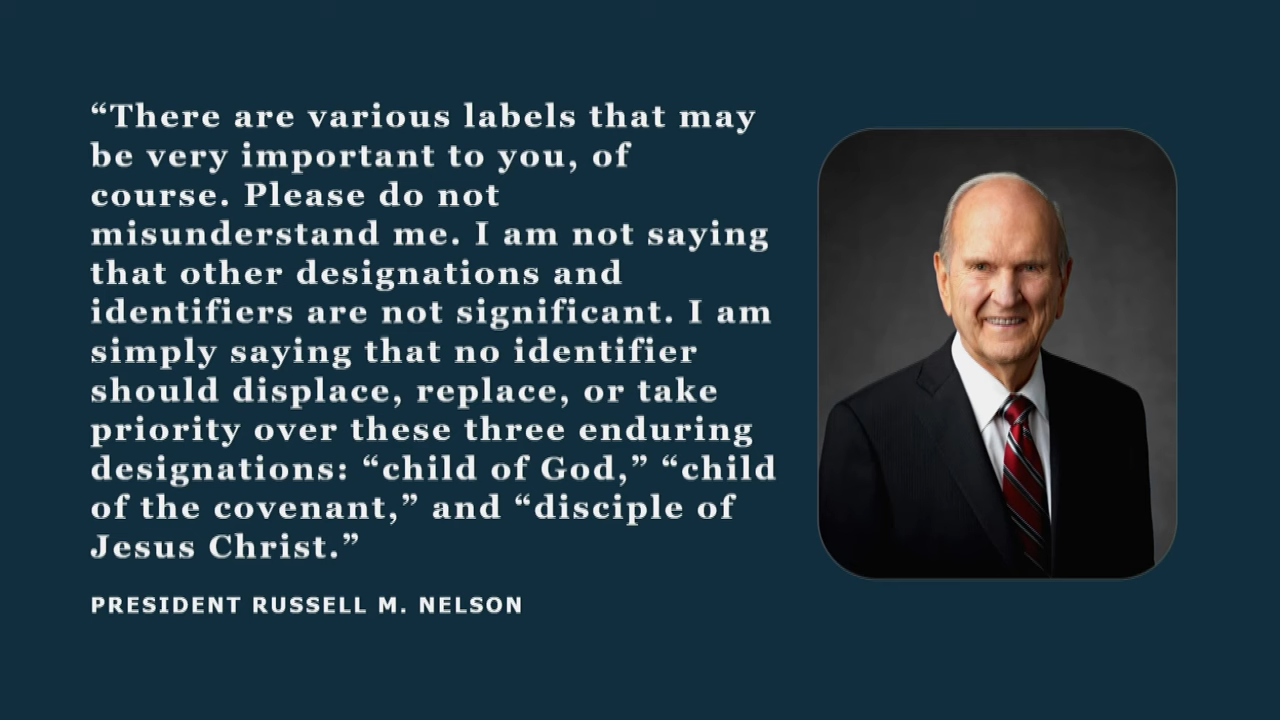 “There are various labels that may
be very important to you, of
course. Please do not
misunderstand me. I am not saying
that other designations and
identifiers are not significant. I am
simply saying that no identifier
should displace, replace, or take
priority over these three enduring
designations: “child of God,” “child
of the covenant,” and “disciple of
Jesus Christ.”
PRESIDENT RUSSELL M. NELSON